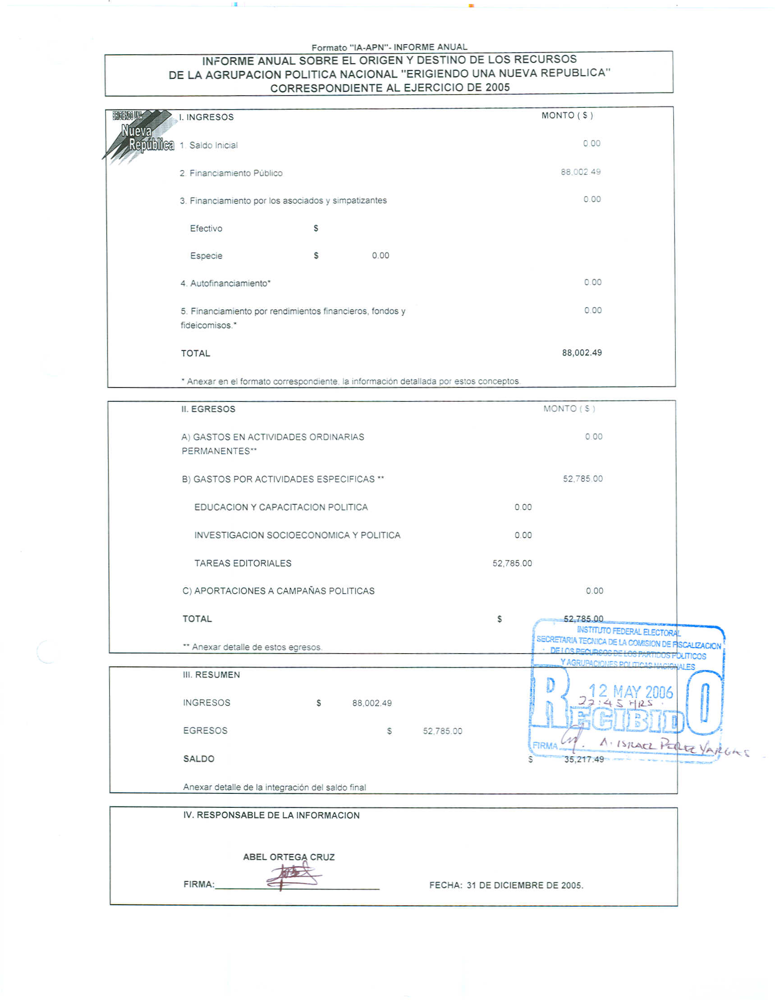 Formato "IA-APN"- INFORME ANUAL
INFORME ANUAL SOBRE EL ORIGEN Y DESTINO DE LOS RECURSOS
DE LA AGRUPACION POLITICA NACIONAL "ERIGIENDO UNA NUEVA REPUBLICA"
CORRESPONDIENTE AL EJERCICIO DE 2005
ERIGIENDO UNA
Nueva
República
I. INGRESOS MONTO ( $ )
1. Saldo Inicial 0.00
2. Financiamiento Público 88,002.49
3. Financiamiento por los asociados y simpatizantes 0.00
Efectivo $
Especie $ 0.00
4. Autofinanciamiento* 0.00
5. Financiamiento por rendimientos financieros, fondos y 0.00
fideicomisos.*
TOTAL 88,002.49
* Anexar en el formato correspondiente, la información detallada por estos conceptos.
II. EGRESOS MONTO ( $ )
A) GASTOS EN ACTIVIDADES ORDINARIAS 0.00
PERMANENTES**
B) GASTOS POR ACTIVIDADES ESPECIFICAS ** 52,785.00
EDUCACION Y CAPACITACION POLITICA 0.00
INVESTIGACION SOCIOECONOMICA Y POLITICA 0.00
TAREAS EDITORIALES 52,785.00
C) APORTACIONES A CAMPAÑAS POLITICAS 0.00
TOTAL $ 52,785.00
** Anexar detalle de estos egresos.
INSTITUTO FEDERAL ELECTORAL
SECRETARIA TECNICA DE LA COMISION DE FISCALIZACION
DE LOS RECURSOS DE LOS PARTIDOS POLITICOS
Y AGRUPACIONES POLITICAS NACIONALES
12 MAY 2006
22:45 HRS.
RECIBIDO
FIRMA A. ISRAEL PEREZ VARGAS
III. RESUMEN
INGRESOS $ 88,002.49
EGRESOS $ 52,785.00
SALDO $ 35,217.49
Anexar detalle de la integración del saldo final
IV. RESPONSABLE DE LA INFORMACION
ABEL ORTEGA CRUZ
FIRMA: FECHA: 31 DE DICIEMBRE DE 2005.